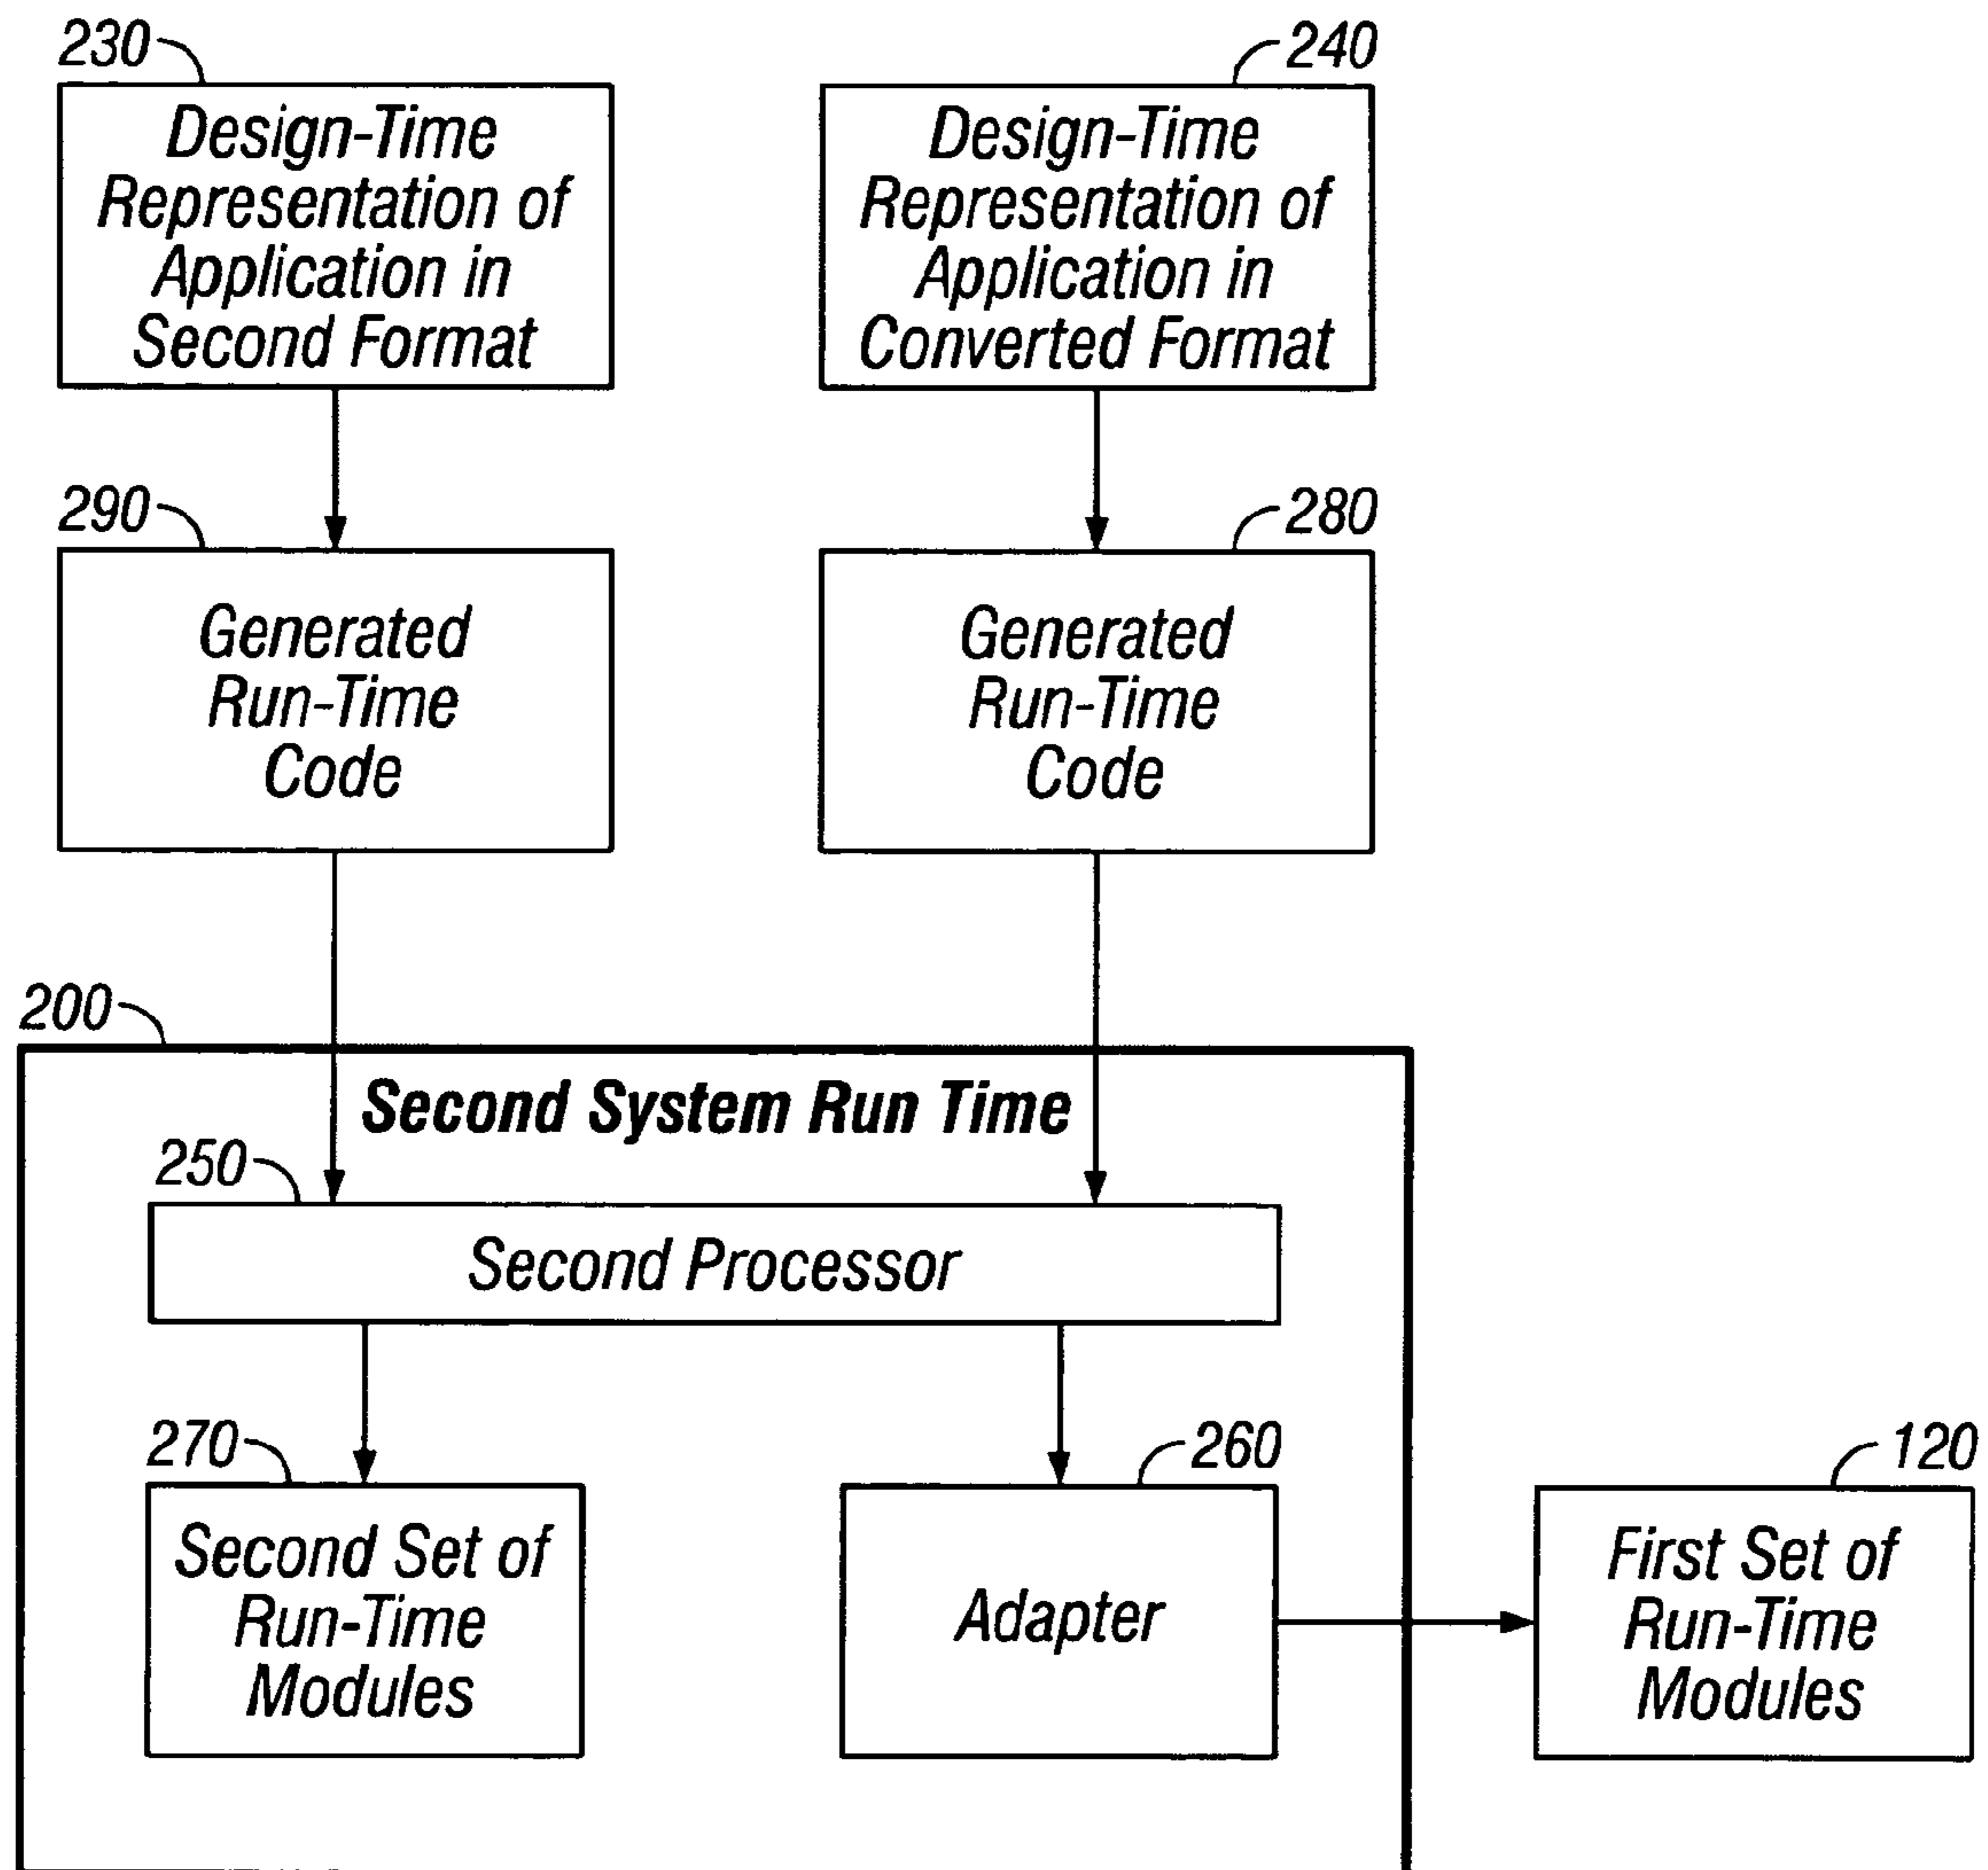 230
Design-Time
Representation of
Application in
Second Format
240
Design-Time
Representation of
Application in
Converted Format
290
Generated
Run-Time
Code
280
Generated
Run-Time
Code
200
Second System Run Time
250
Second Processor
270
Second Set of
Run-Time
Modules
260
Adapter
120
First Set of
Run-Time
Modules